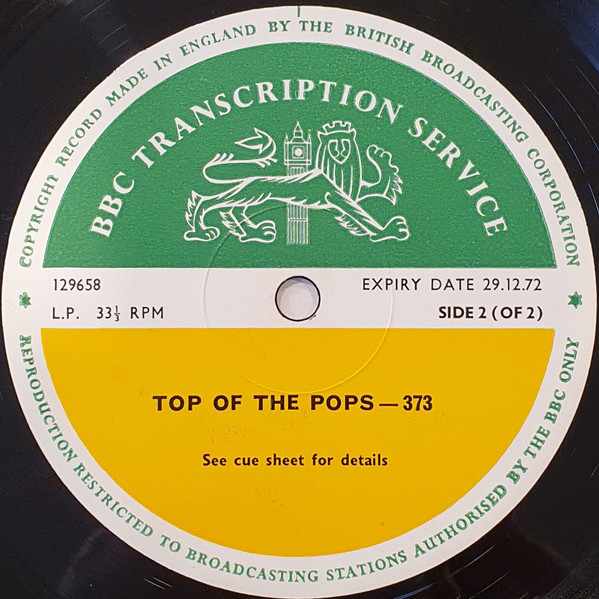 COPYRIGHT RECORD MADE IN ENGLAND BY THE BRITISH BROADCASTING CORPORATION
BBC TRANSCRIPTION SERVICE
129658
EXPIRY DATE 29.12.72
L.P. 33⅓ RPM
SIDE 2 (OF 2)
TOP OF THE POPS — 373
See cue sheet for details
REPRODUCTION RESTRICTED TO BROADCASTING STATIONS AUTHORISED BY THE BBC ONLY